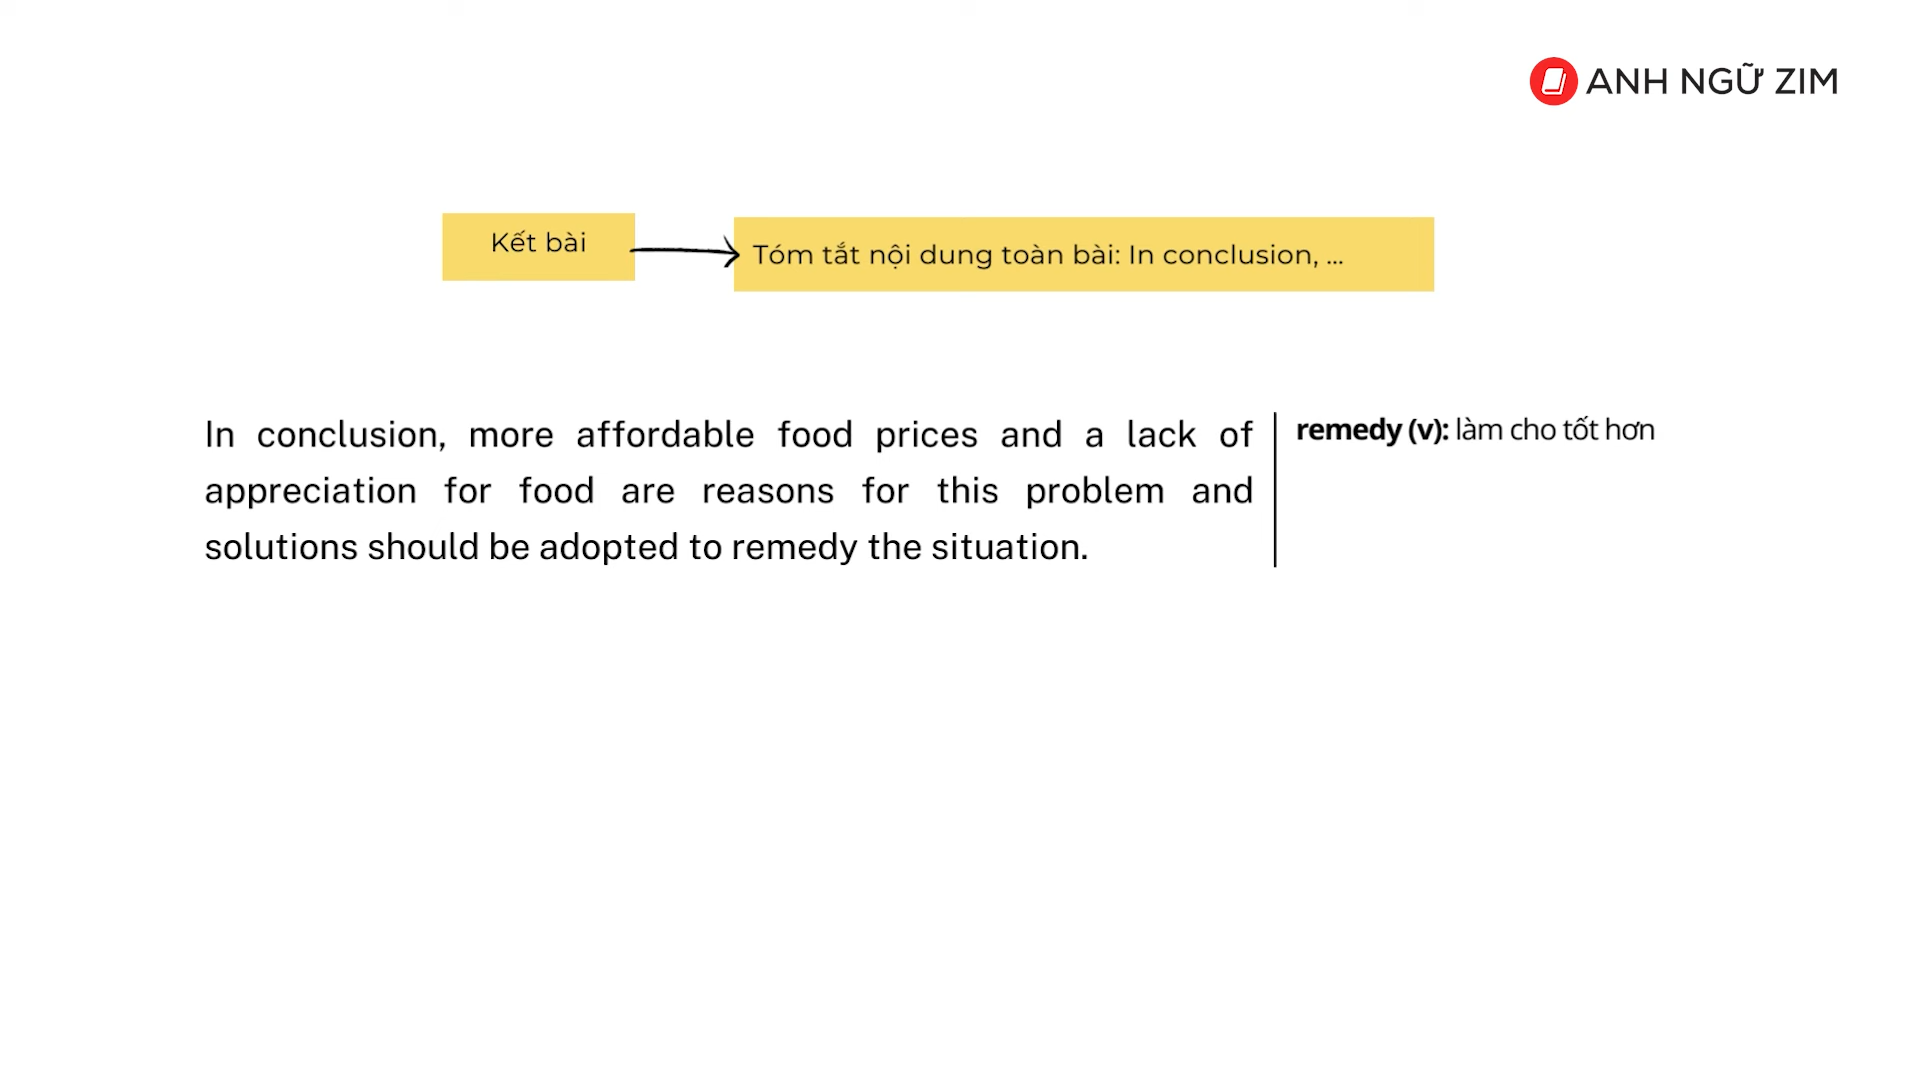 ANH NGỮ ZIM
Kết bài
Tóm tắt nội dung toàn bài: In conclusion, ...
In conclusion, more affordable food prices and a lack of
appreciation for food are reasons for this problem and
solutions should be adopted to remedy the situation.
remedy (v): làm cho tốt hơn